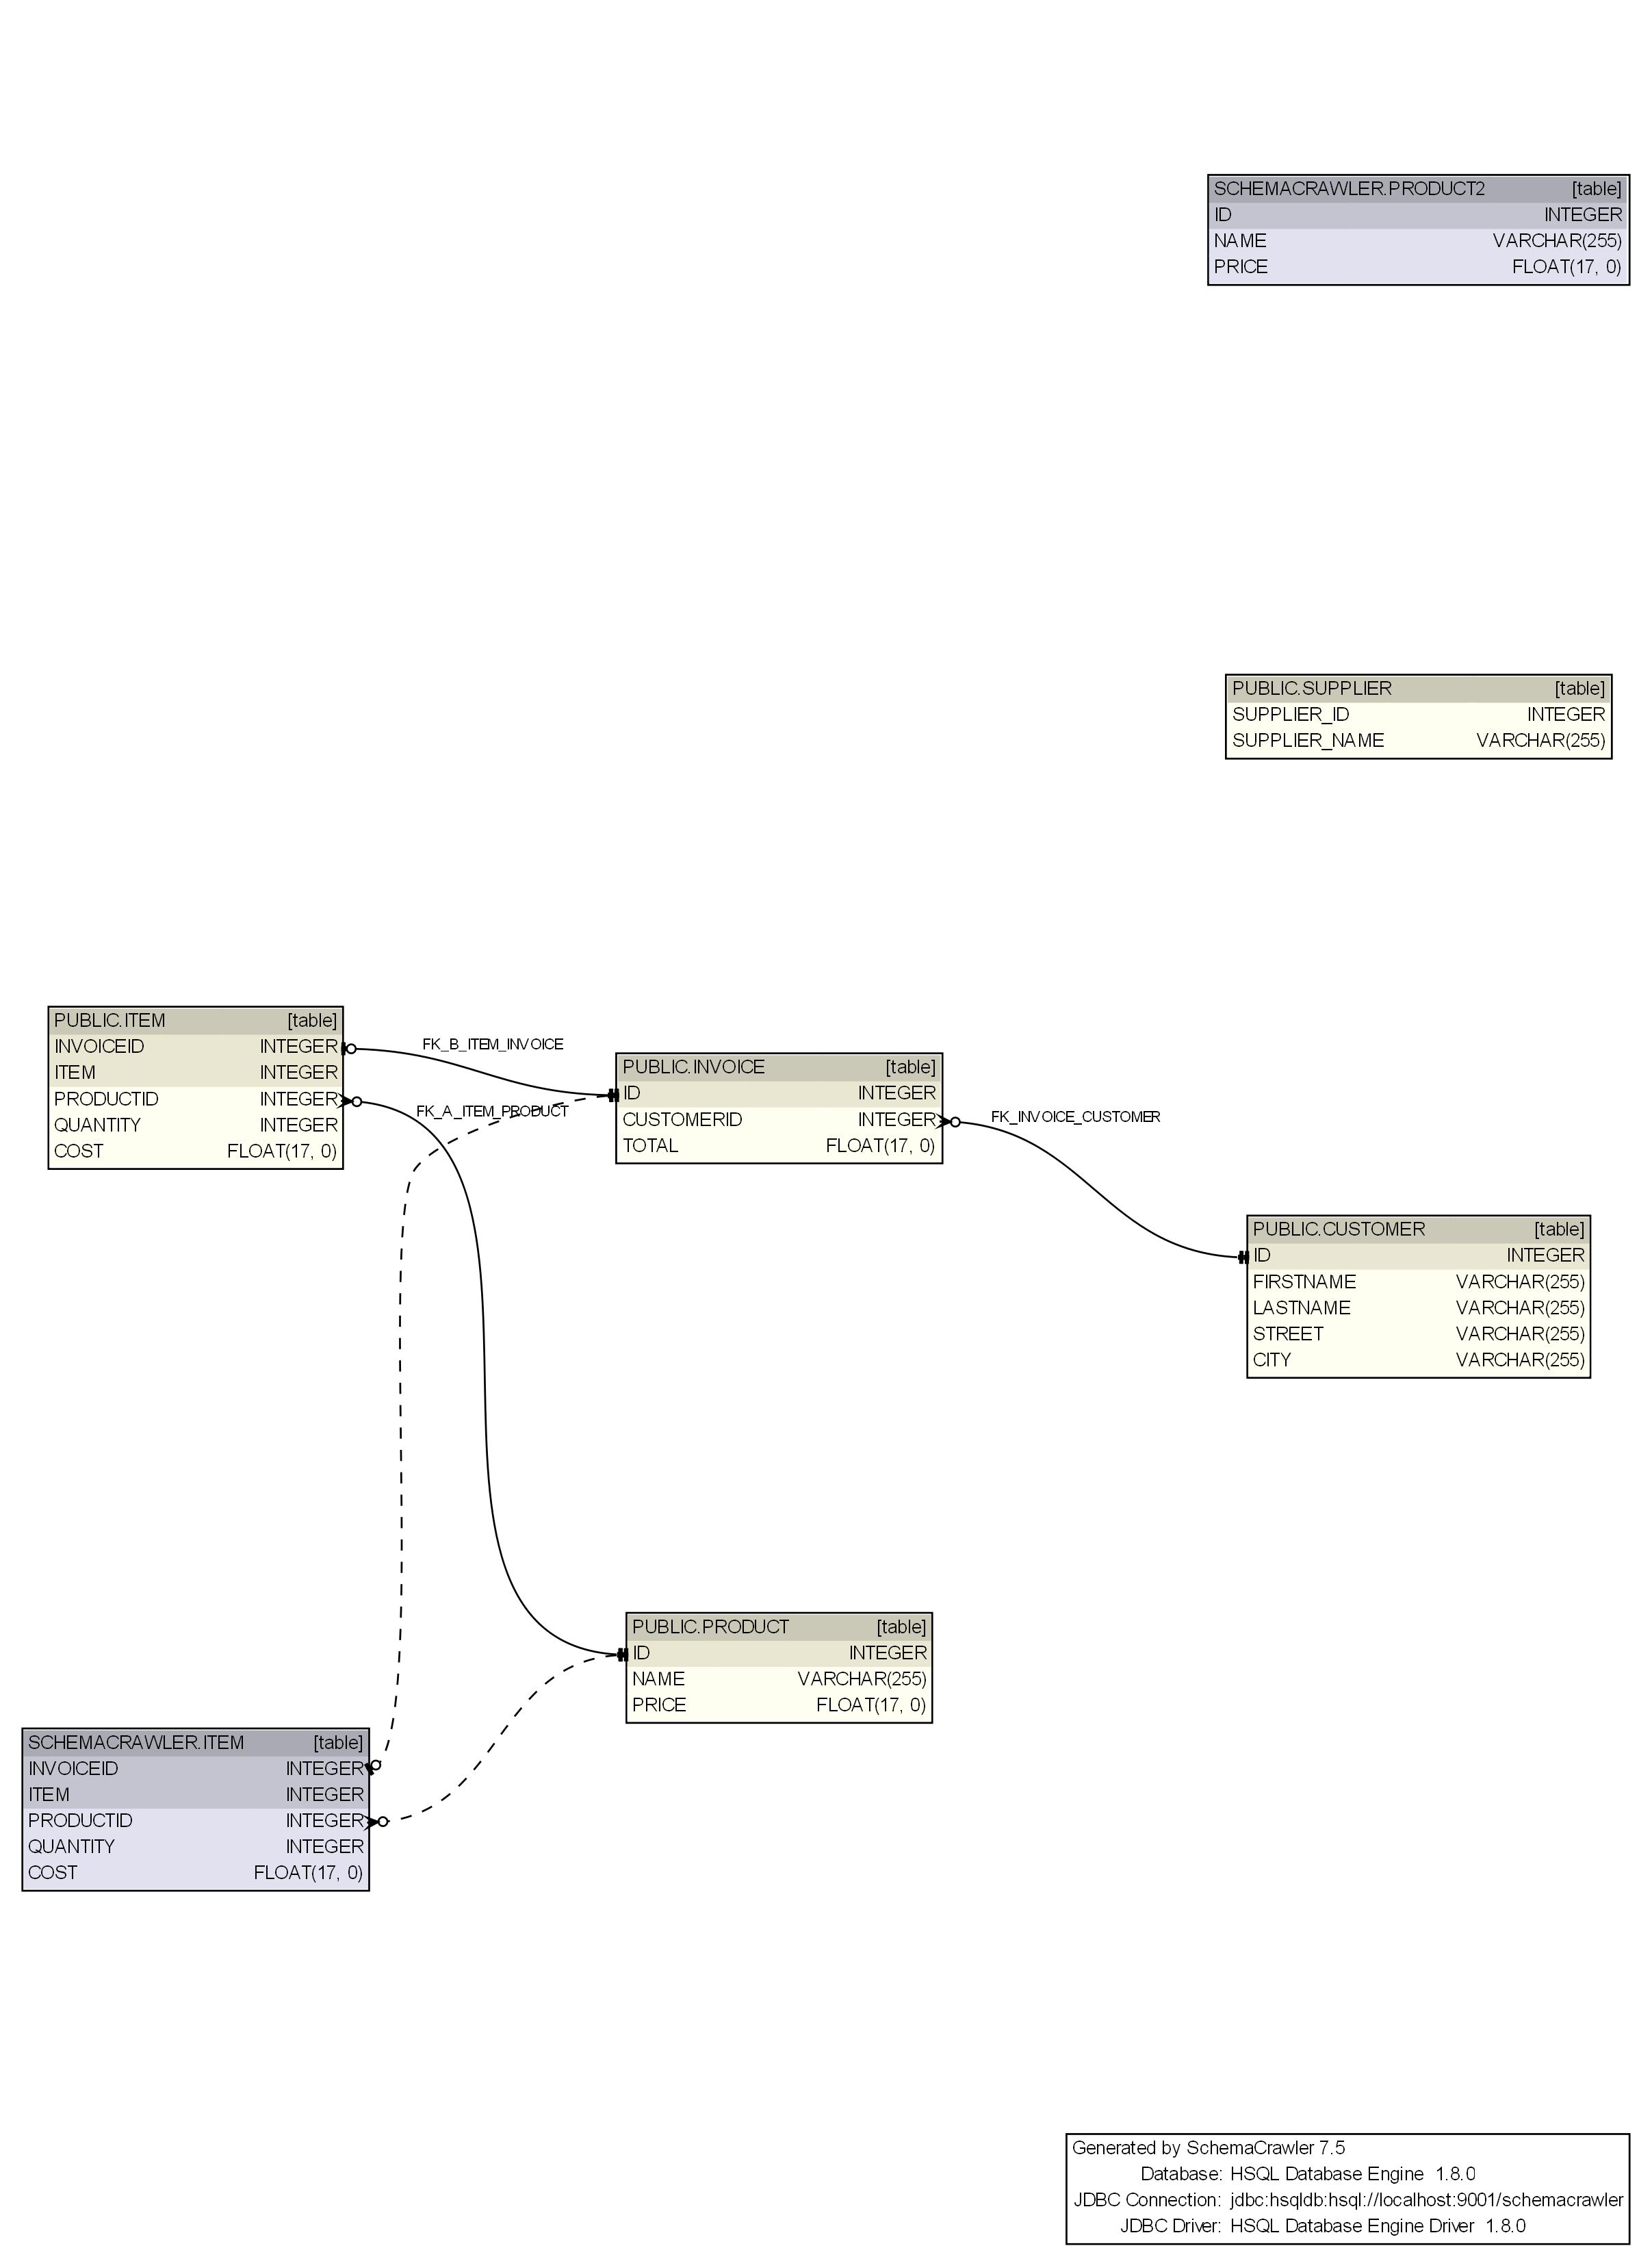 SCHEMACRAWLER.PRODUCT2 [table]
ID INTEGER
NAME VARCHAR(255)
PRICE FLOAT(17, 0)
PUBLIC.SUPPLIER [table]
SUPPLIER_ID INTEGER
SUPPLIER_NAME VARCHAR(255)
PUBLIC.ITEM [table]
INVOICEID INTEGER
ITEM INTEGER
PRODUCTID INTEGER
QUANTITY INTEGER
COST FLOAT(17, 0)
FK_B_ITEM_INVOICE
FK_A_ITEM_PRODUCT
PUBLIC.INVOICE [table]
ID INTEGER
CUSTOMERID INTEGER
TOTAL FLOAT(17, 0)
FK_INVOICE_CUSTOMER
PUBLIC.CUSTOMER [table]
ID INTEGER
FIRSTNAME VARCHAR(255)
LASTNAME VARCHAR(255)
STREET VARCHAR(255)
CITY VARCHAR(255)
PUBLIC.PRODUCT [table]
ID INTEGER
NAME VARCHAR(255)
PRICE FLOAT(17, 0)
SCHEMACRAWLER.ITEM [table]
INVOICEID INTEGER
ITEM INTEGER
PRODUCTID INTEGER
QUANTITY INTEGER
COST FLOAT(17, 0)
Generated by SchemaCrawler 7.5
Database: HSQL Database Engine 1.8.0
JDBC Connection: jdbc:hsqldb:hsql://localhost:9001/schemacrawler
JDBC Driver: HSQL Database Engine Driver 1.8.0